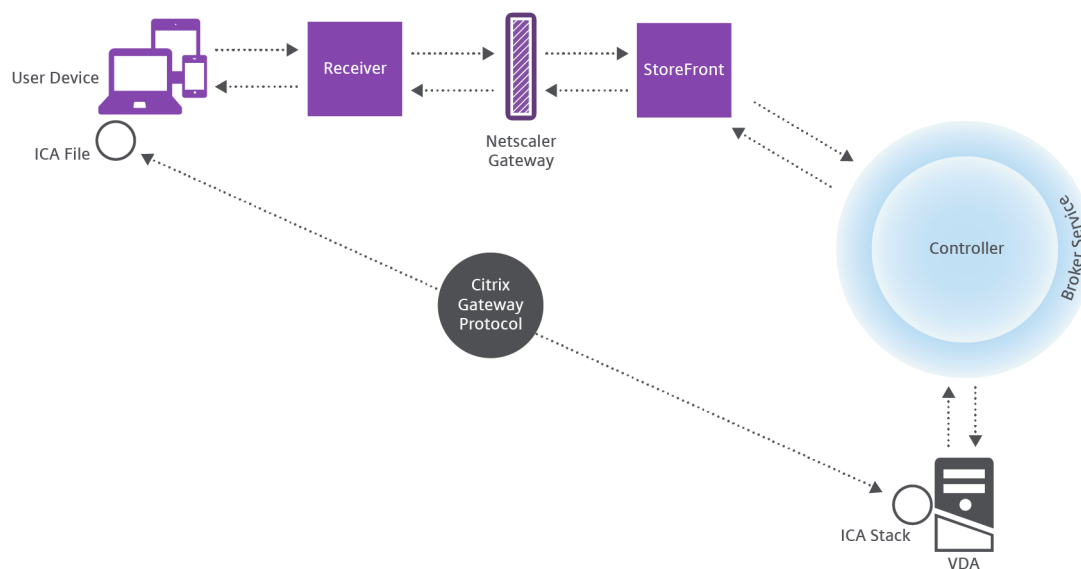 User Device
Receiver
StoreFront
Netscaler
Gateway
ICA File
Controller
Broker Service
Citrix
Gateway
Protocol
ICA Stack
VDA